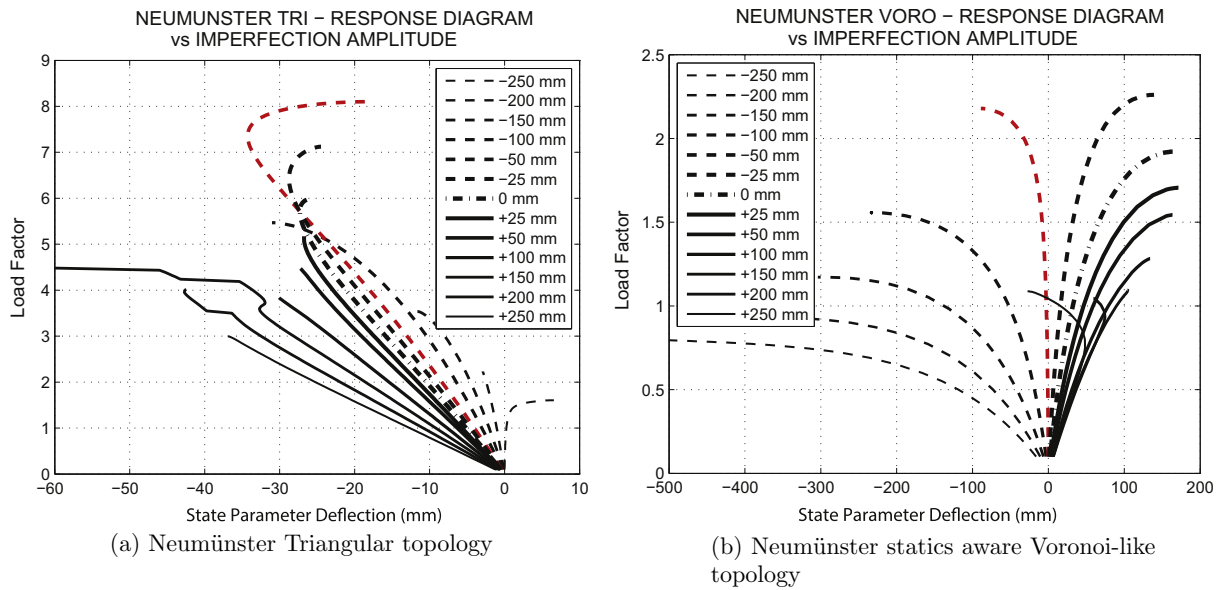 NEUMUNSTER TRI − RESPONSE DIAGRAM
vs IMPERFECTION AMPLITUDE
9
8
7
6
5
4
3
2
1
0
Load Factor
−60
−50
−40
−30
−20
−10
0
10
State Parameter Deflection (mm)
−250 mm
−200 mm
−150 mm
−100 mm
−50 mm
−25 mm
0 mm
+25 mm
+50 mm
+100 mm
+150 mm
+200 mm
+250 mm
(a) Neumünster Triangular topology
NEUMUNSTER VORO − RESPONSE DIAGRAM
vs IMPERFECTION AMPLITUDE
2.5
2
1.5
1
0.5
0
Load Factor
−500
−400
−300
−200
−100
0
100
200
State Parameter Deflection (mm)
−250 mm
−200 mm
−150 mm
−100 mm
−50 mm
−25 mm
0 mm
+25 mm
+50 mm
+100 mm
+150 mm
+200 mm
+250 mm
(b) Neumünster statics aware Voronoi-like
topology